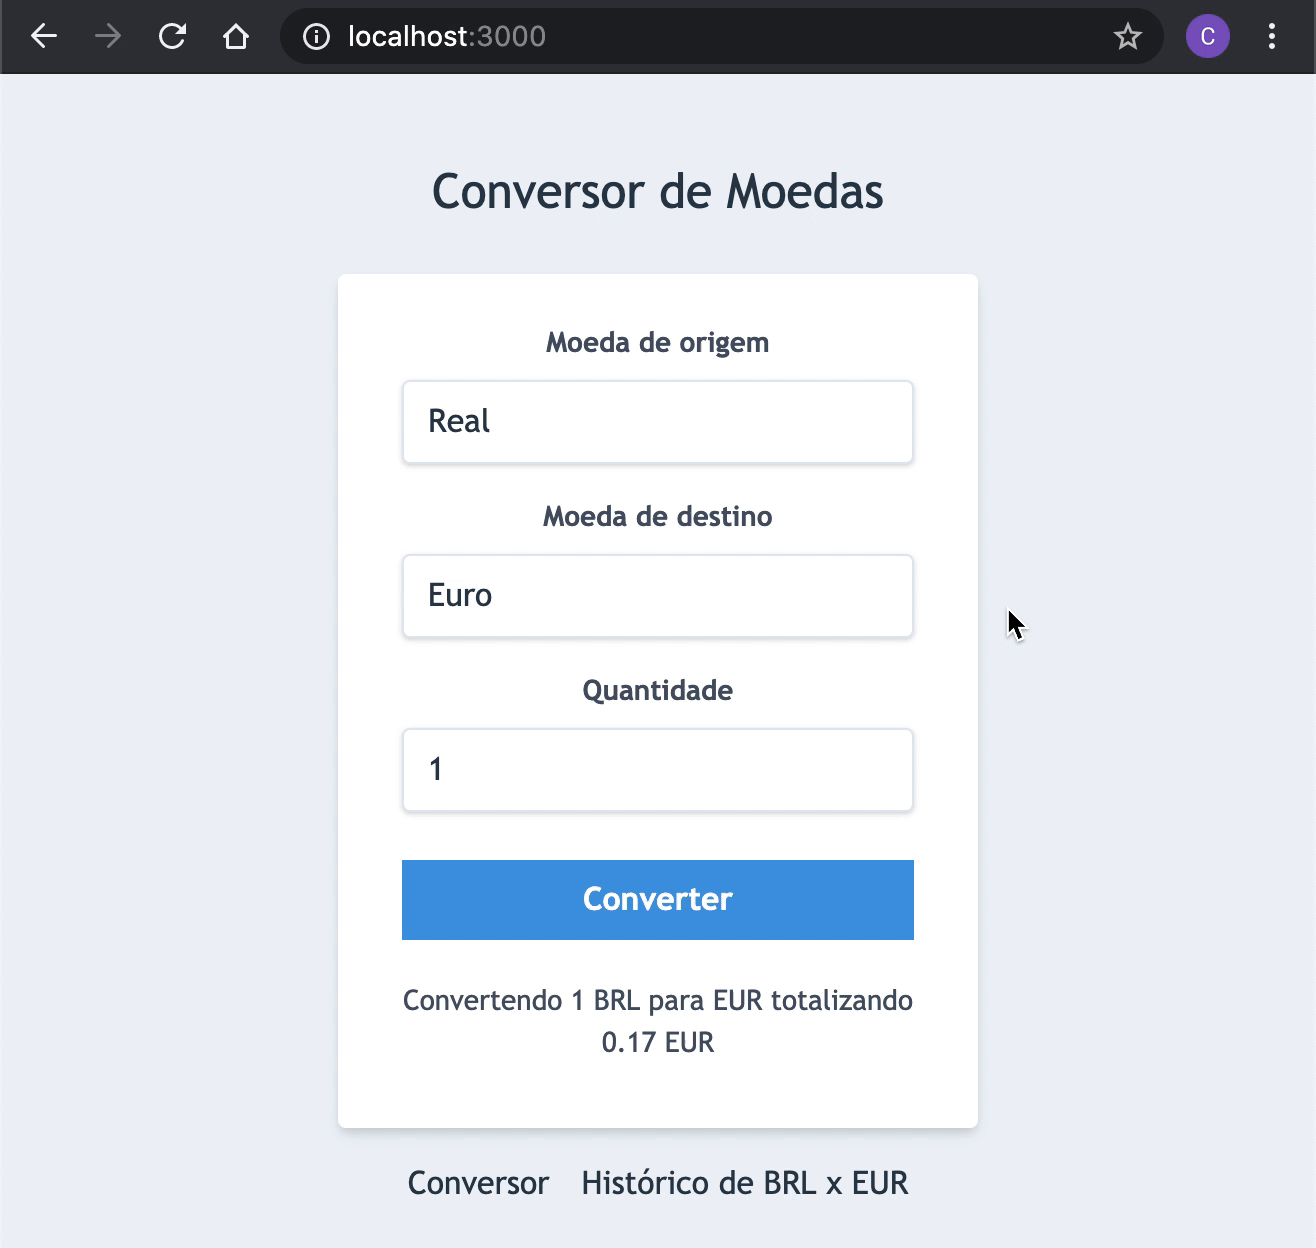 localhost:3000
C
Conversor de Moedas
Moeda de origem
Real
Moeda de destino
Euro
Quantidade
1
Converter
Convertendo 1 BRL para EUR totalizando
0.17 EUR
Conversor Histórico de BRL x EUR